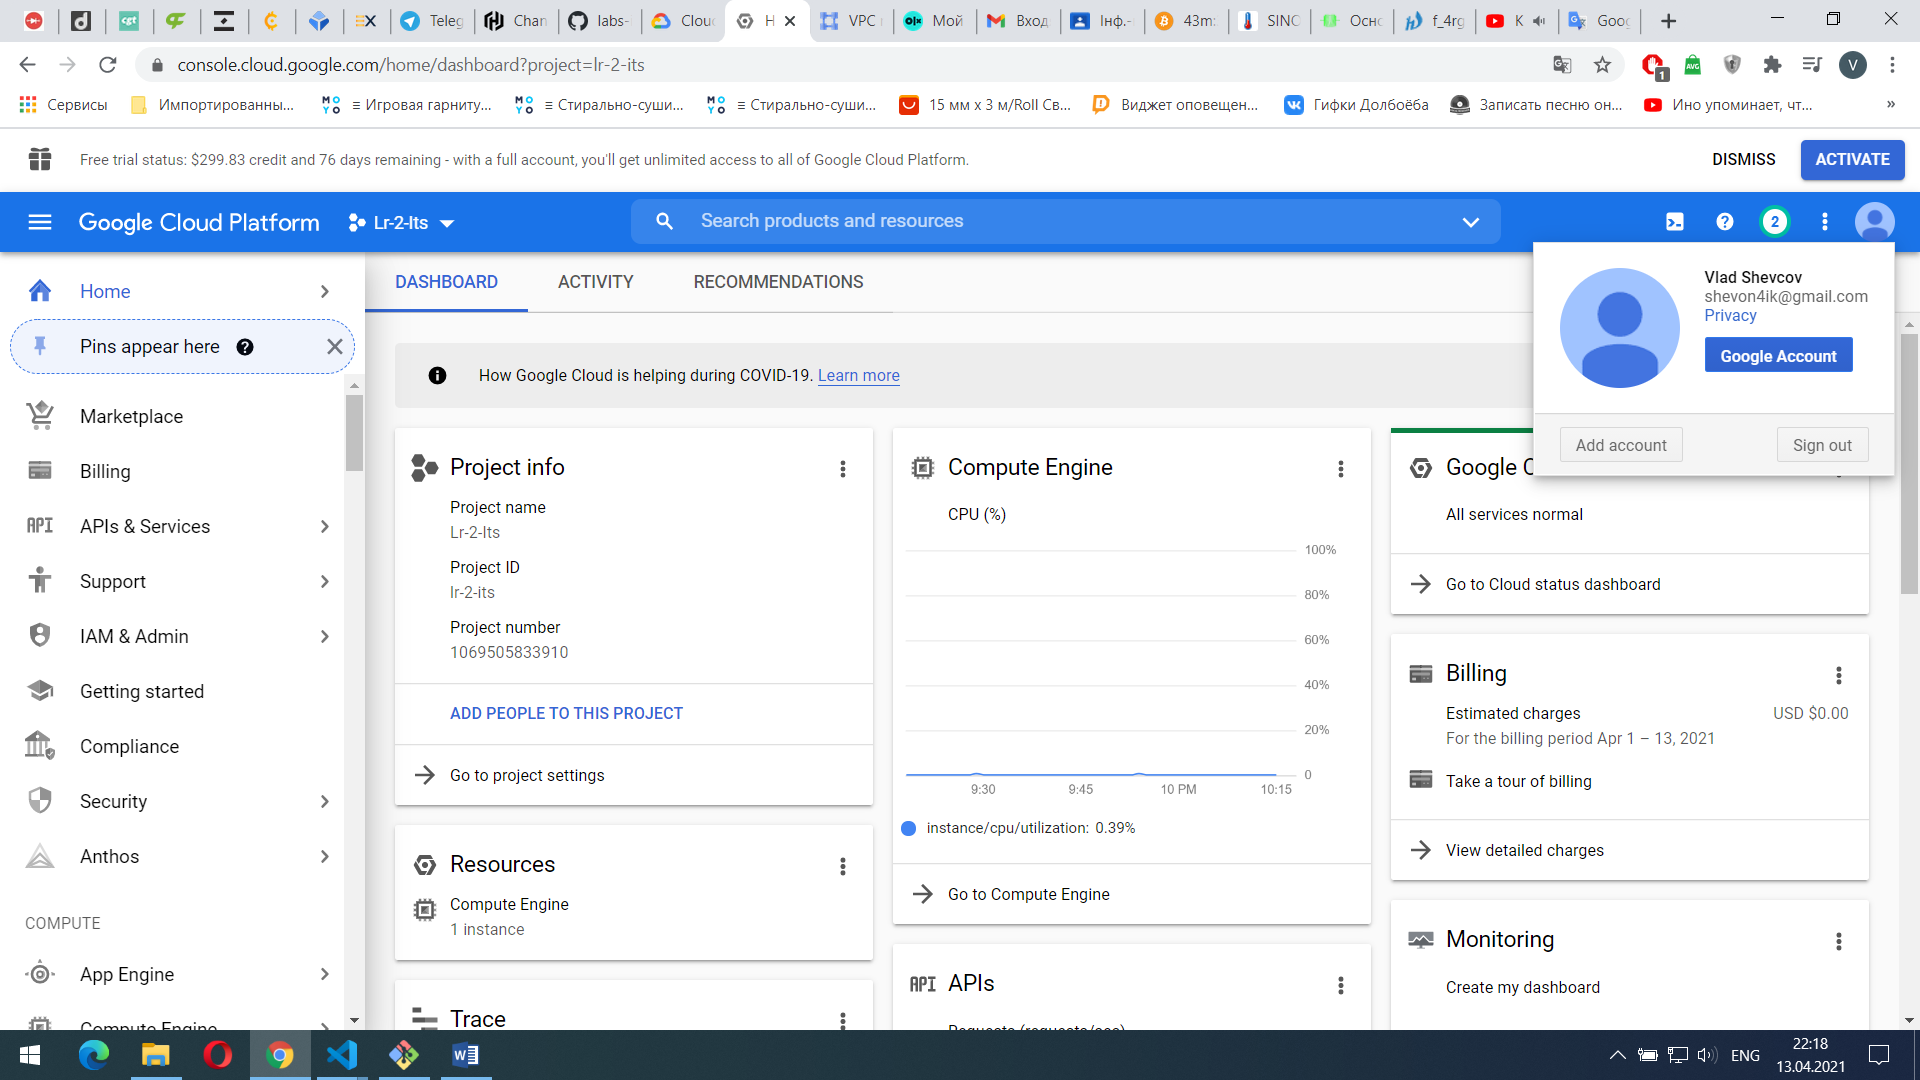 Teleg
Chan
labs-
Clouc
H
VPC
Мой
Вход
Інф.-
43m:
SINC
Осно
f_4rg
K
Goog
console.cloud.google.com/home/dashboard?project=lr-2-its
1
V
Сервисы
Импортированны...
≡ Игровая гарниту...
≡ Стирально-суши...
≡ Стирально-суши...
15 мм x 3 м/Roll Св...
Виджет оповещен...
Гифки Долбоёба
Записать песню он...
Ино упоминает, чт...
»
Free trial status: $299.83 credit and 76 days remaining - with a full account, you'll get unlimited access to all of Google Cloud Platform.
DISMISS
ACTIVATE
Google Cloud Platform
Lr-2-Its
Search products and resources
2
Vlad Shevcov
shevon4ik@gmail.com
Privacy
Google Account
Add account
Sign out
Home
Pins appear here
Marketplace
Billing
API
APIs & Services
Support
IAM & Admin
Getting started
Compliance
Security
Anthos
COMPUTE
App Engine
Compute Engine
DASHBOARD
ACTIVITY
RECOMMENDATIONS
How Google Cloud is helping during COVID-19. Learn more
Project info
Project name
Lr-2-Its
Project ID
lr-2-its
Project number
1069505833910
ADD PEOPLE TO THIS PROJECT
Go to project settings
Resources
Compute Engine
1 instance
Trace
Compute Engine
CPU (%)
100%
80%
60%
40%
20%
0
9:30
9:45
10 PM
10:15
instance/cpu/utilization: 0.39%
Go to Compute Engine
API
APIs
Requests (requests/sec)
Google C
All services normal
Go to Cloud status dashboard
Billing
Estimated charges
USD $0.00
For the billing period Apr 1 – 13, 2021
Take a tour of billing
View detailed charges
Monitoring
Create my dashboard
ENG
22:18
13.04.2021